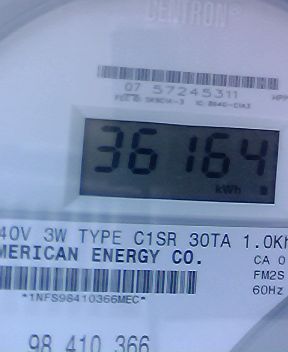 CENTRON®
07 57245311
36164
kWh
40V 3W TYPE C1SR 30TA 1.0Kh
MERICAN ENERGY CO.
CA 0
FM2S
60Hz
*1NFS98410366MEC*
98 410 366